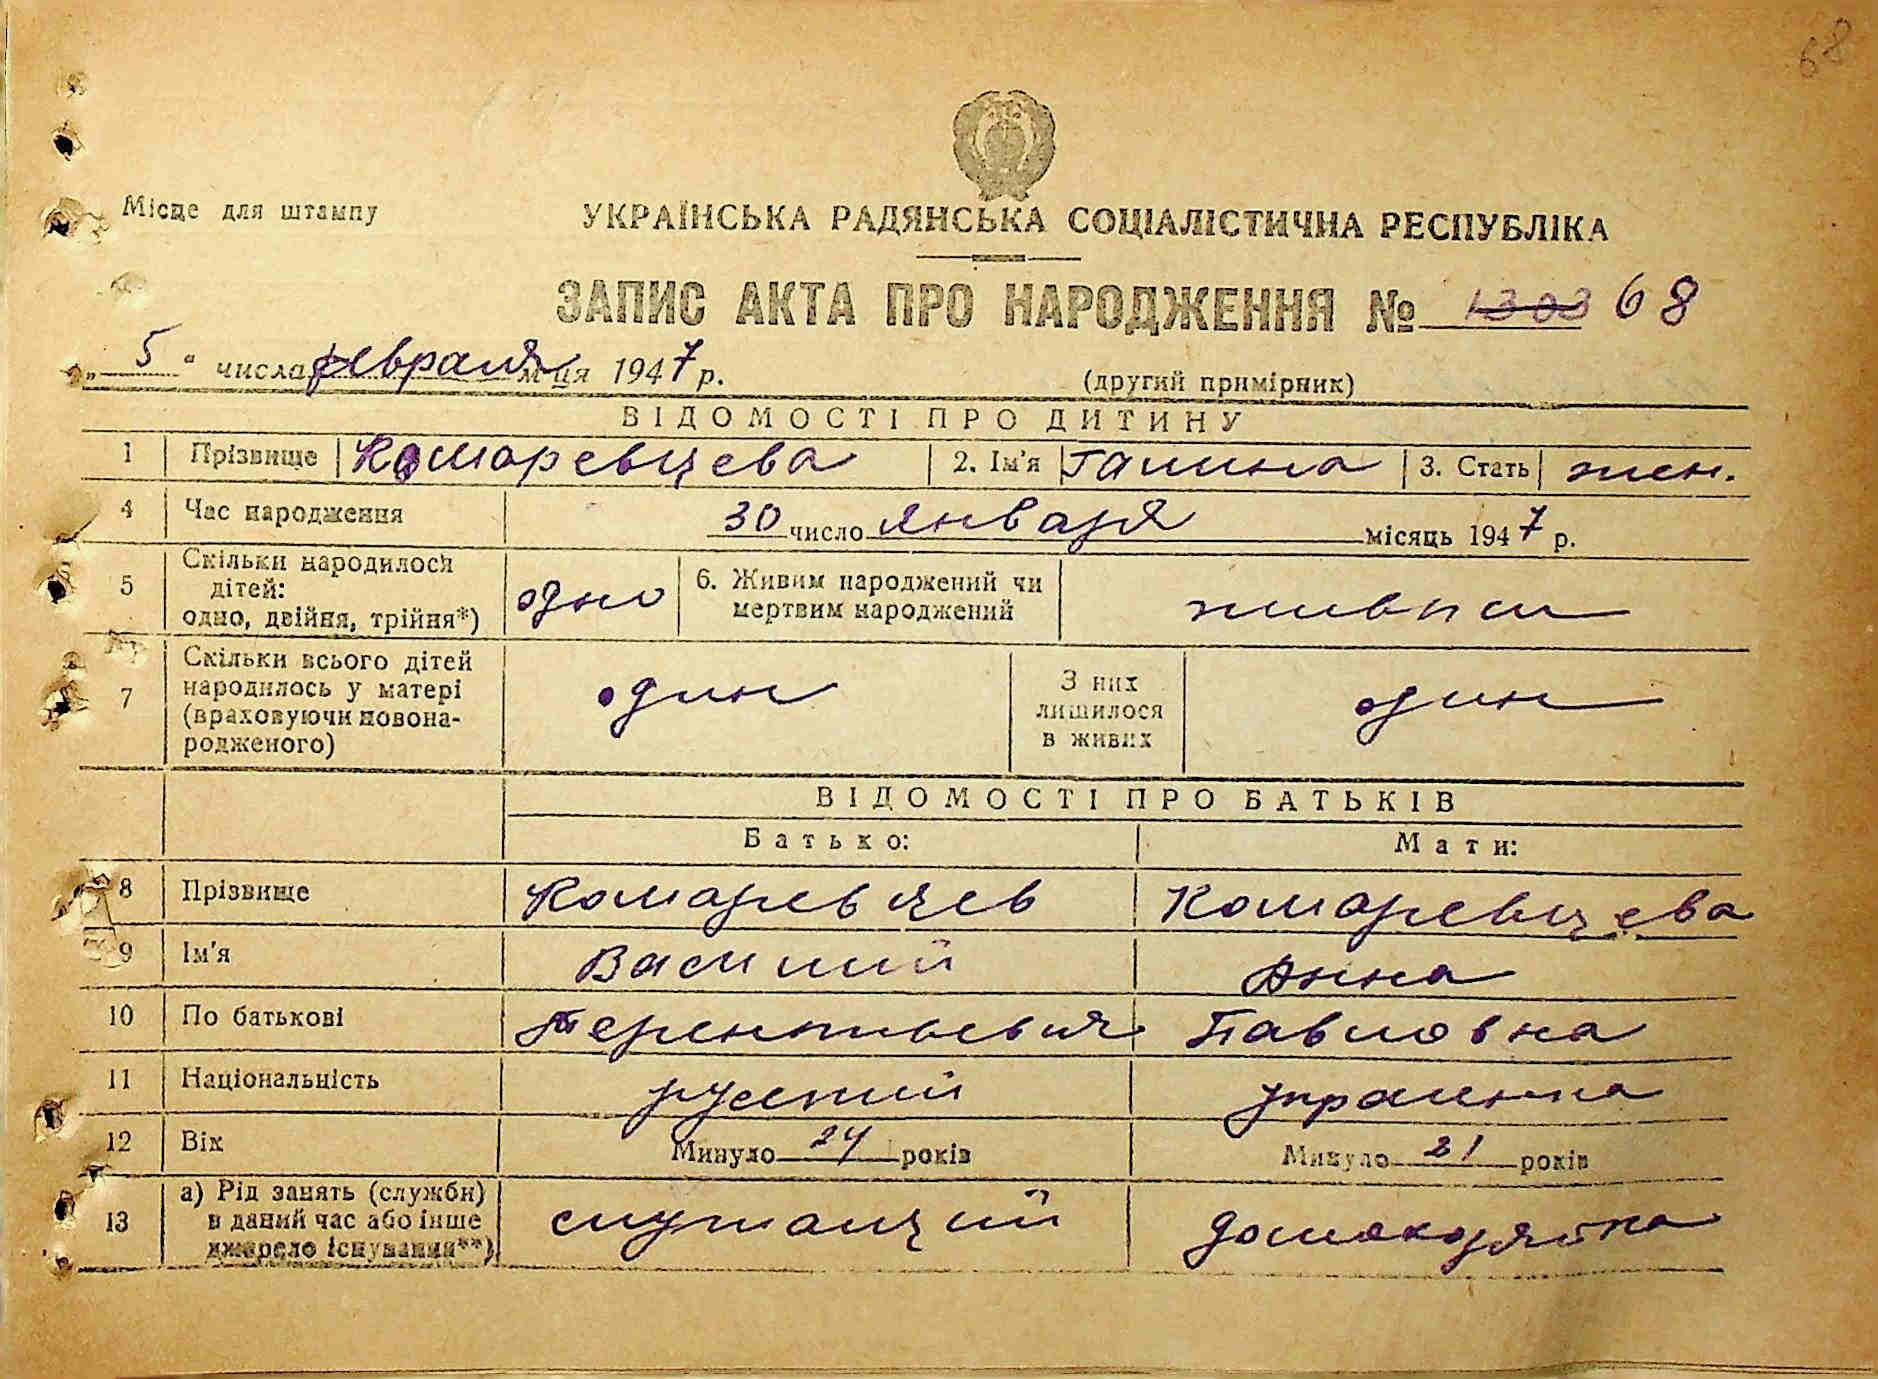 68
Місце для штампу
УКРАЇНСЬКА РАДЯНСЬКА СОЦІАЛІСТИЧНА РЕСПУБЛІКА
ЗАПИС АКТА ПРО НАРОДЖЕННЯ № 1303 68
„ 5 “ числа февраля м-ця 1947 р.
(другий примірник)
ВІДОМОСТІ ПРО ДИТИНУ
1 Прізвище Комаревцева 2. Ім'я Галина 3. Стать жен.
4 Час народження 30 число января місяць 1947 р.
5 Скільки народилося дітей: одно, двійня, трійня*) одно 6. Живим народжений чи мертвим народжений живым
7 Скільки всього дітей народилось у матері (враховуючи новонародженого) один З них лишилося в живих один
ВІДОМОСТІ ПРО БАТЬКІВ
Батько: Мати:
8 Прізвище Комаревцев Комаревцева
9 Ім'я Василий Анна
10 По батькові Терентьевич Павловна
11 Національність русский украинка
12 Вік Минуло 24 років Минуло 21 років
13 а) Рід занять (служби) в даний час або інше джерело існування**) служащий домохозяйка